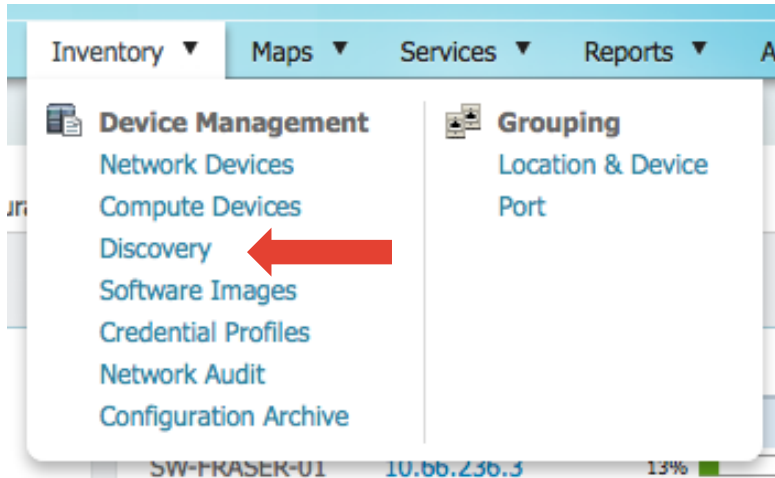 Inventory ▼ Maps ▼ Services ▼ Reports ▼ A
Device Management
Network Devices
Compute Devices
Discovery
Software Images
Credential Profiles
Network Audit
Configuration Archive
Grouping
Location & Device
Port
SW-FRASER-01 10.66.236.3 13%